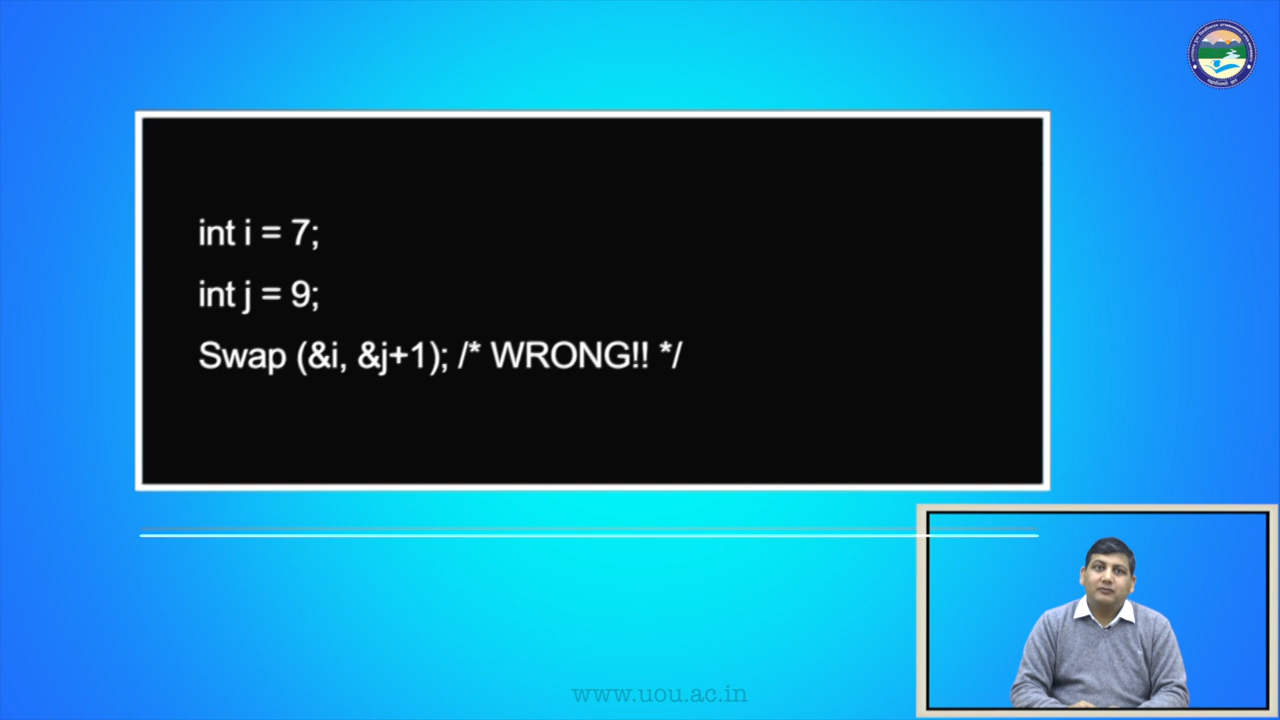 int i = 7;
int j = 9;
Swap (&i, &j+1); /* WRONG!! */
www.uou.ac.in